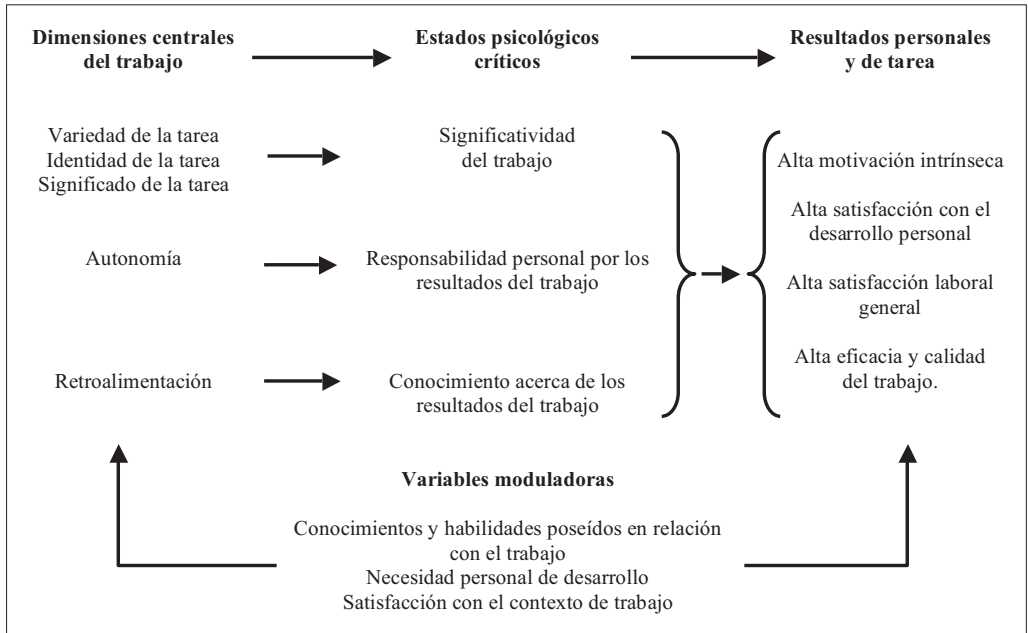 Dimensiones centrales
del trabajo
Estados psicológicos
críticos
Resultados personales
y de tarea
Variedad de la tarea
Identidad de la tarea
Significado de la tarea
Significatividad
del trabajo
Autonomía
Responsabilidad personal por los
resultados del trabajo
Retroalimentación
Conocimiento acerca de los
resultados del trabajo
Alta motivación intrínseca
Alta satisfacción con el
desarrollo personal
Alta satisfacción laboral
general
Alta eficacia y calidad
del trabajo.
Variables moduladoras
Conocimientos y habilidades poseídos en relación
con el trabajo
Necesidad personal de desarrollo
Satisfacción con el contexto de trabajo